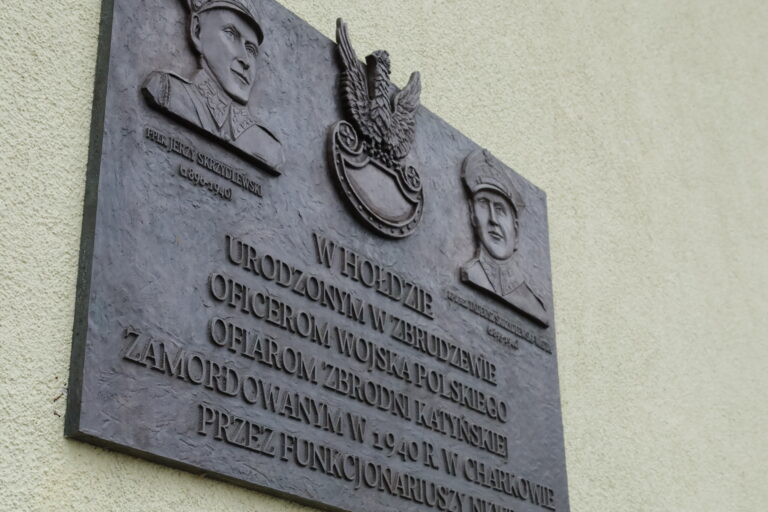 PPŁK JERZY SKRZYDLEWSKI
(1896-1940)
W HOŁDZIE
URODZONYM W ZBRUDZEWIE
OFICEROM WOJSKA POLSKIEGO
OFIAROM ZBRODNI KATYŃSKIEJ
ZAMORDOWANYM W 1940 R. W CHARKOWIE
PRZEZ FUNKCJONARIUSZY